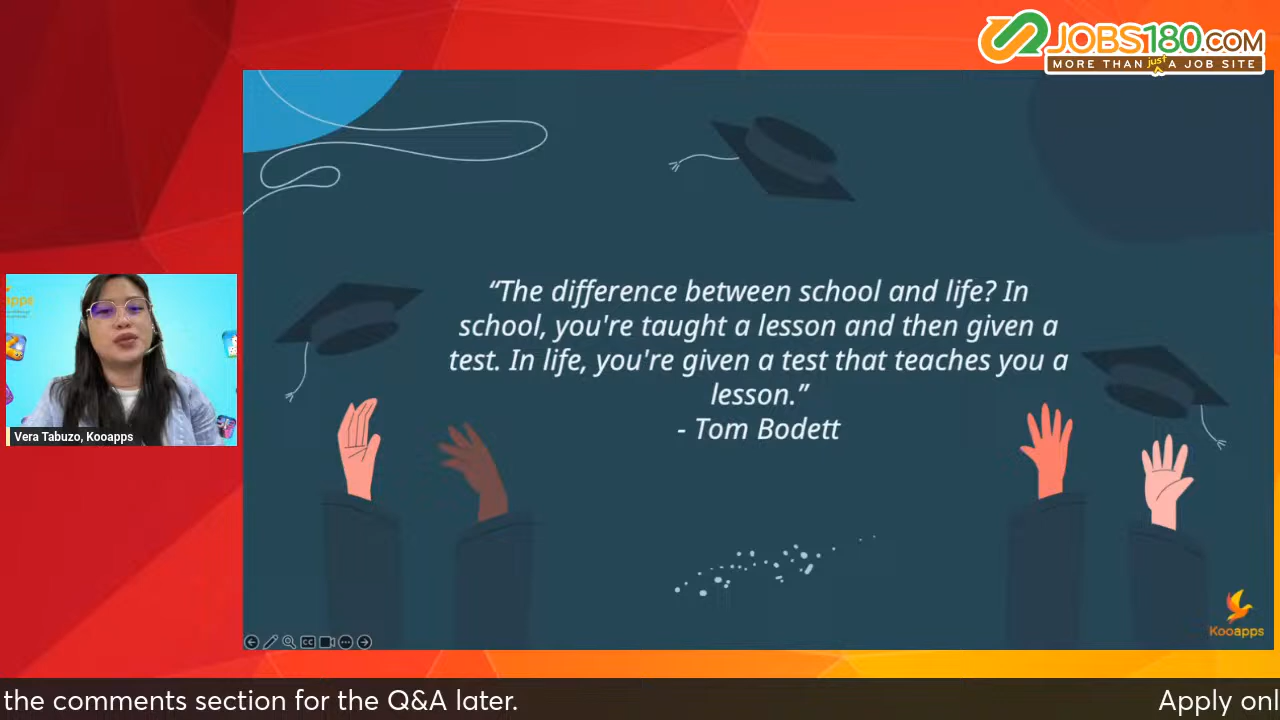 JOBS180.COM
MORE THAN just A JOB SITE
“The difference between school and life? In
school, you're taught a lesson and then given a
test. In life, you're given a test that teaches you a
lesson.”
- Tom Bodett
Vera Tabuzo, Kooapps
CC
Kooapps
the comments section for the Q&A later.
Apply onl